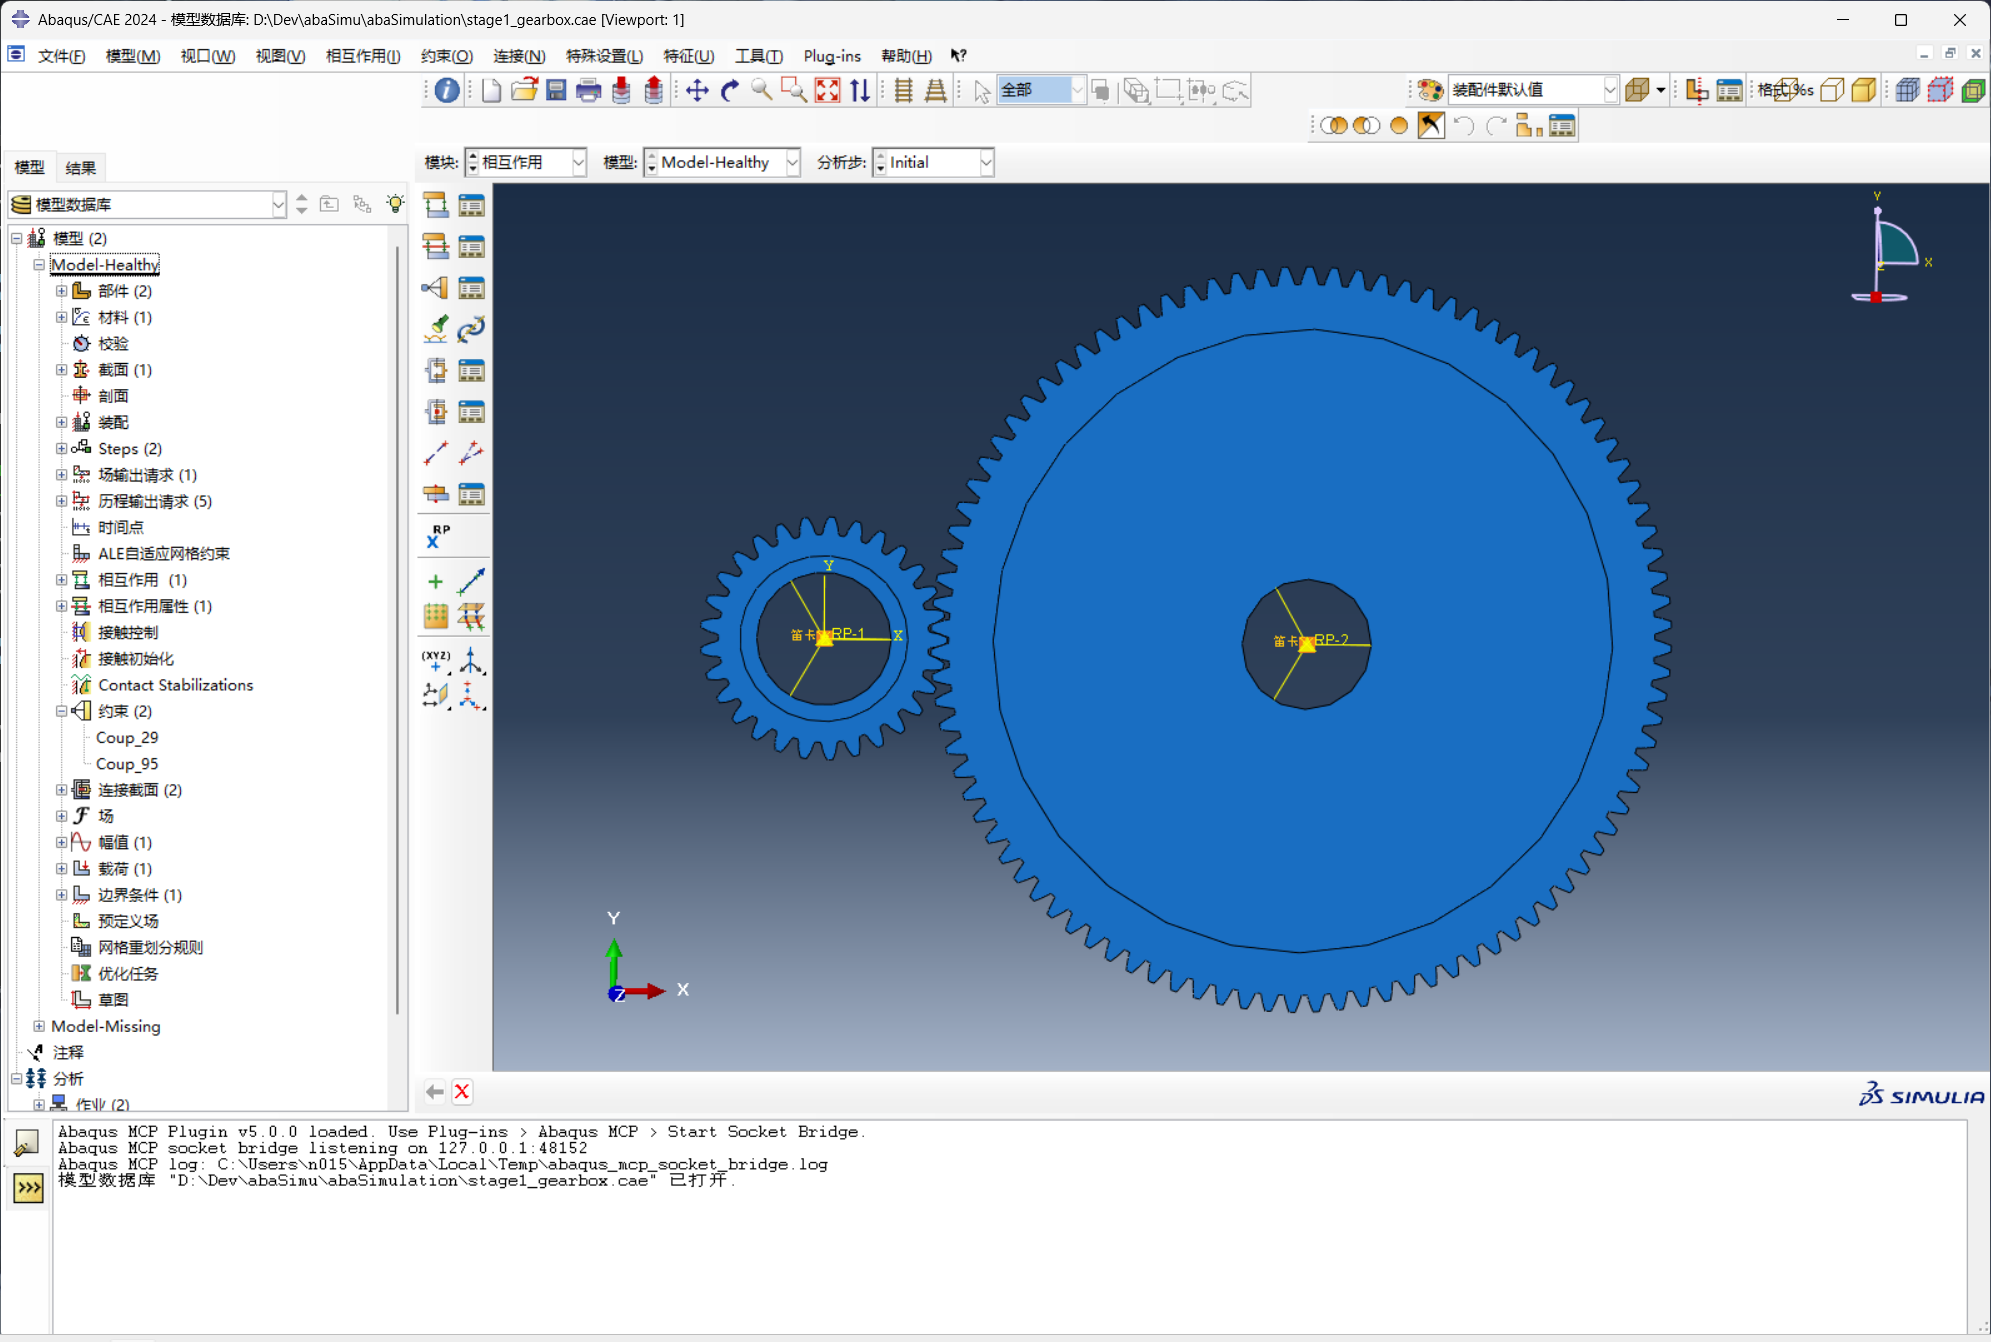 Abaqus/CAE 2024 - 模型数据库: D:\Dev\abaSimu\abaSimulation\stage1_gearbox.cae [Viewport: 1]
文件(F) 模型(M) 视口(W) 视图(V) 相互作用(I) 约束(O) 连接(N) 特殊设置(L) 特征(U) 工具(T) Plug-ins 帮助(H)
全部 装配件默认值 格式%s
模型 结果 模块: 相互作用 模型: Model-Healthy 分析步: Initial
模型数据库
模型 (2)
Model-Healthy
部件 (2)
材料 (1)
校验
截面 (1)
剖面
装配
Steps (2)
场输出请求 (1)
历程输出请求 (5)
时间点
ALE自适应网格约束
相互作用 (1)
相互作用属性 (1)
接触控制
接触初始化
Contact Stabilizations
约束 (2)
Coup_29
Coup_95
连接截面 (2)
场
幅值 (1)
载荷 (1)
边界条件 (1)
预定义场
网格重划分规则
优化任务
草图
Model-Missing
注释
分析
作业 (2)
RP
(XYZ)
Y
X
Z
Y
笛卡 RP-1 X
笛卡 RP-2
Y
Z X
SIMULIA
Abaqus MCP Plugin v5.0.0 loaded. Use Plug-ins > Abaqus MCP > Start Socket Bridge.
Abaqus MCP socket bridge listening on 127.0.0.1:48152
Abaqus MCP log: C:\Users\n015\AppData\Local\Temp\abaqus_mcp_socket_bridge.log
模型数据库 "D:\Dev\abaSimu\abaSimulation\stage1_gearbox.cae" 已打开.